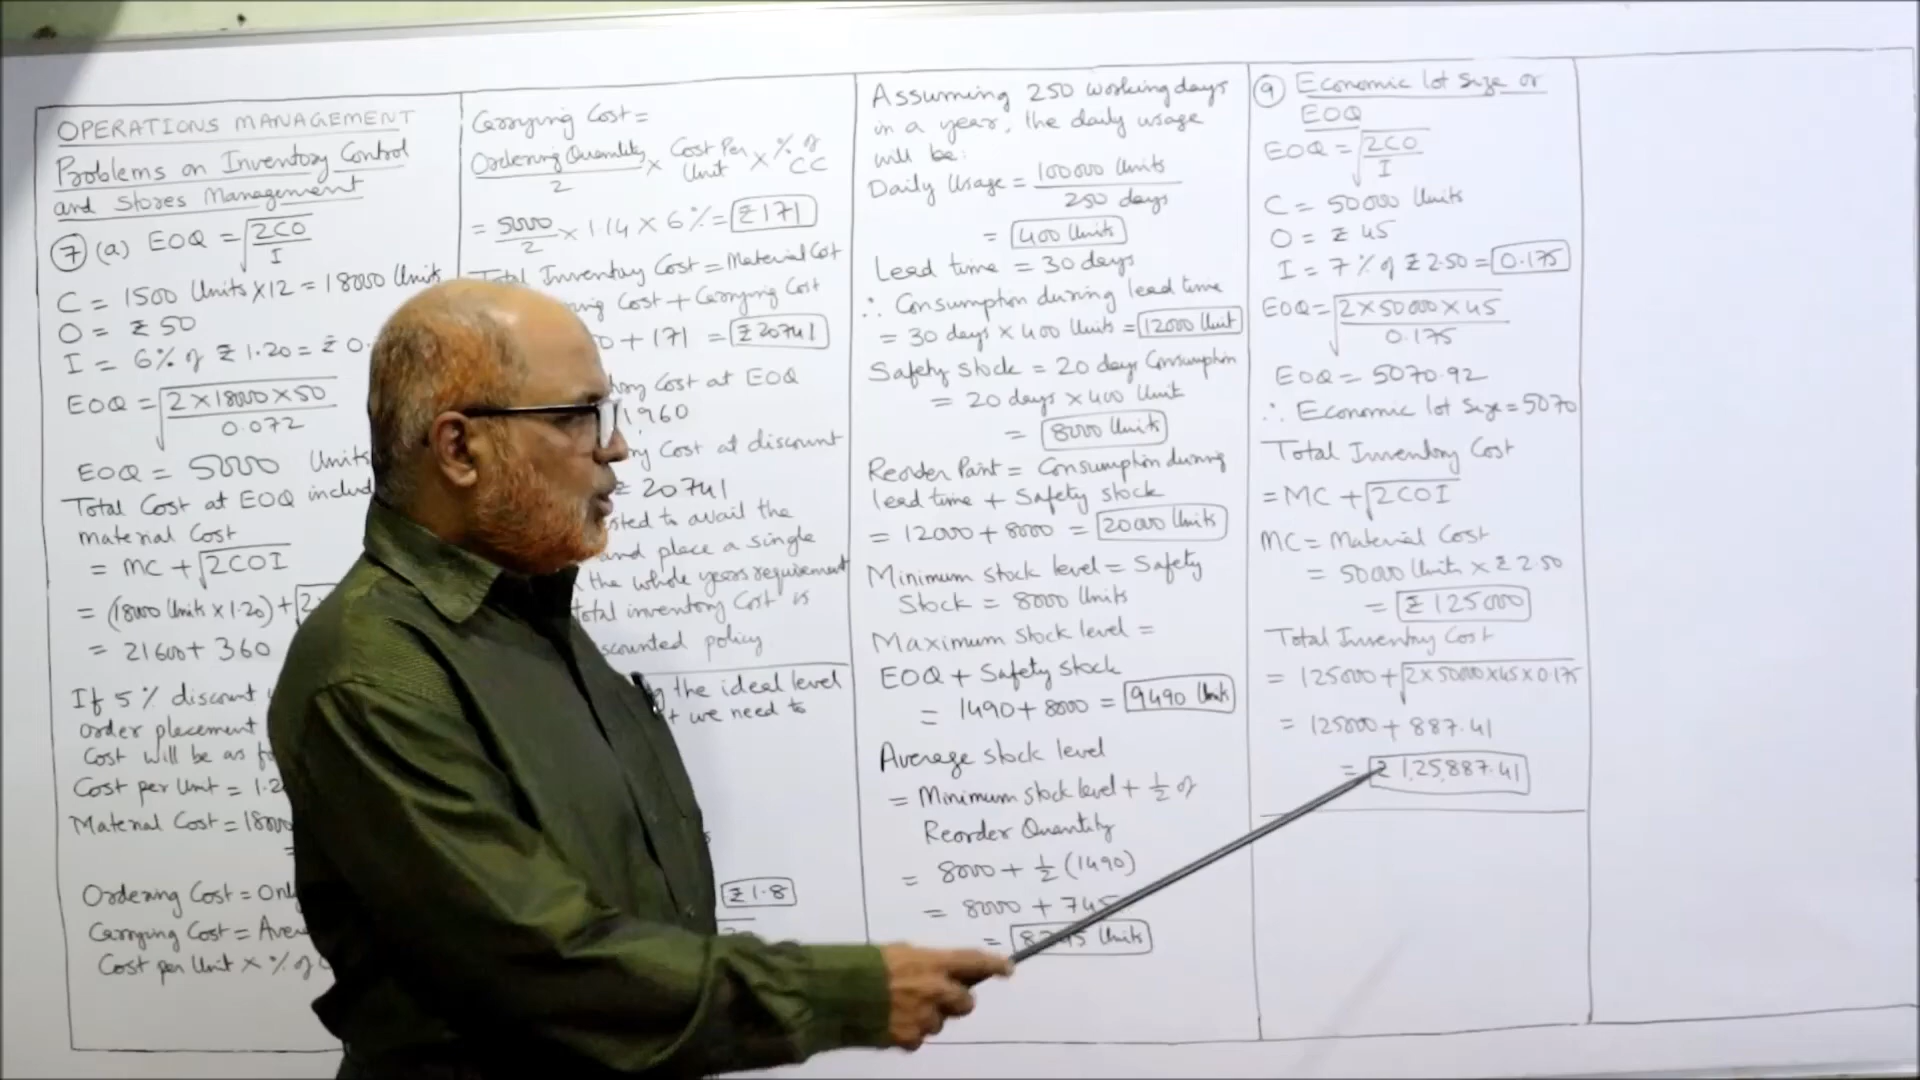 OPERATIONS MANAGEMENT
Problems on Inventory Control
and Stores Management
7 (a) EOQ = √2CO/I
C = 1500 Units × 12 = 18000 Units
O = ₹ 50
I = 6% of ₹ 1.20 = ₹ 0.
EOQ = √2×18000×50/0.072
EOQ = 5000 Units
Total Cost at EOQ includ
material Cost
= MC + √2COI
= (18000 Units × 1.20) + √2×
= 21600 + 360
If 5% discount
order placement
Cost will be as fo
Cost per Unit = 1.2
Material Cost = 18000
=
Ordering Cost = Onl
Carrying Cost = Aver
Cost per Unit × % of C
Carrying Cost =
Ordering Quantity/2 × Cost Per Unit × % of CC
= 5000/2 × 1.14 × 6% = ₹171
Total Inventory Cost = Material Cost
ing Cost + Carrying Cost
0 + 171 = ₹20741
ory Cost at EOQ
1,960
ry Cost at discount
₹ 20741
sted to avail the
and place a single
the whole years requirement
total inventory Cost is
scounted policy.
g the ideal level
t we need to
₹1.8
Assuming 250 working days
in a year, the daily usage
will be:
Daily Usage = 100000 Units/250 days
= 400 Units
Lead time = 30 days
∴ Consumption during lead time
= 30 days × 400 Units = 12000 Unit
Safety Stock = 20 days Consumption
= 20 days × 400 Unit
= 8000 Units
Reorder Point = Consumption during
lead time + Safety stock
= 12000 + 8000 = 20000 Units
Minimum stock level = Safety
Stock = 8000 Units
Maximum stock level =
EOQ + Safety stock
= 1490 + 8000 = 9490 Units
Average stock level
= Minimum stock level + 1/2 of
Reorder Quantity
= 8000 + 1/2 (1490)
= 8000 + 745
= 8745 Units
9 Economic lot Size or
EOQ
EOQ = √2CO/I
C = 50000 Units
O = ₹ 45
I = 7% of ₹ 2.50 = 0.175
EOQ = √2×50000×45/0.175
EOQ = 5070.92
∴ Economic lot size = 5070
Total Inventory Cost
= MC + √2COI
MC = Material Cost
= 50000 Units × ₹ 2.50
= ₹ 125000
Total Inventory Cost
= 125000 + √2×50000×45×0.175
= 125000 + 887.41
= ₹ 1,25,887.41